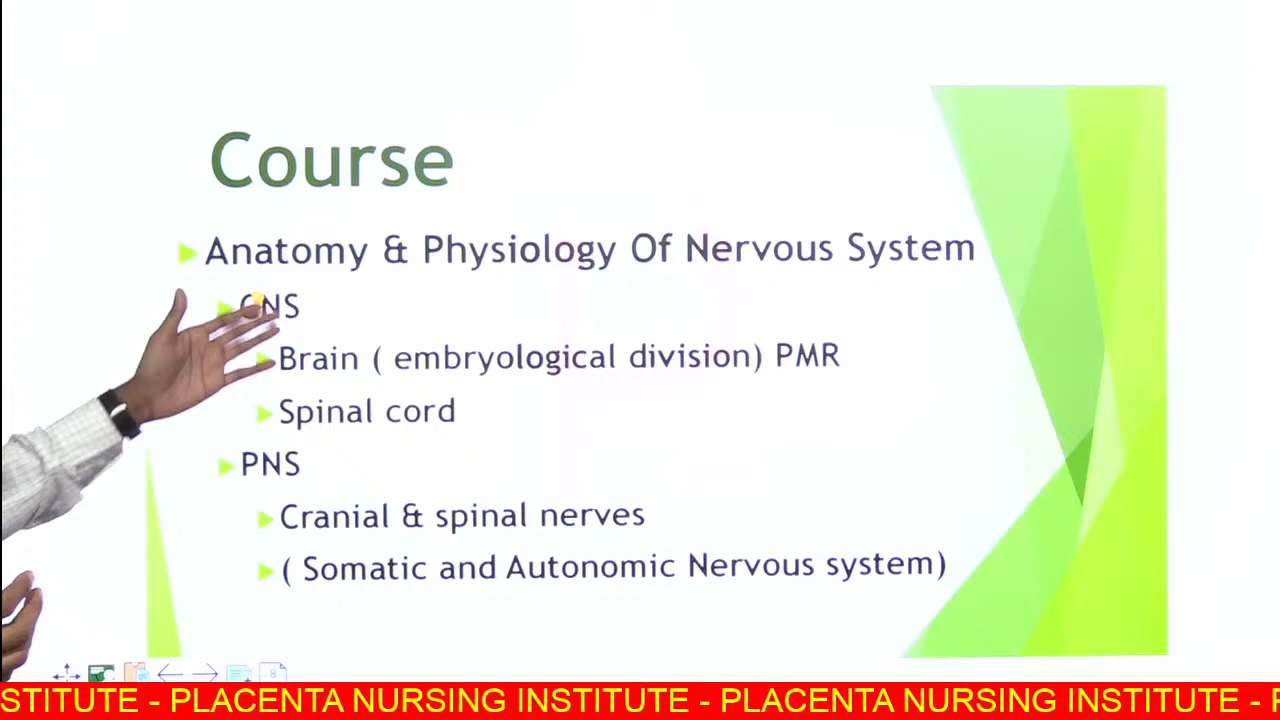 Course
Anatomy & Physiology Of Nervous System
CNS
Brain ( embryological division) PMR
Spinal cord
PNS
Cranial & spinal nerves
( Somatic and Autonomic Nervous system)
8
STITUTE - PLACENTA NURSING INSTITUTE - PLACENTA NURSING INSTITUTE - P